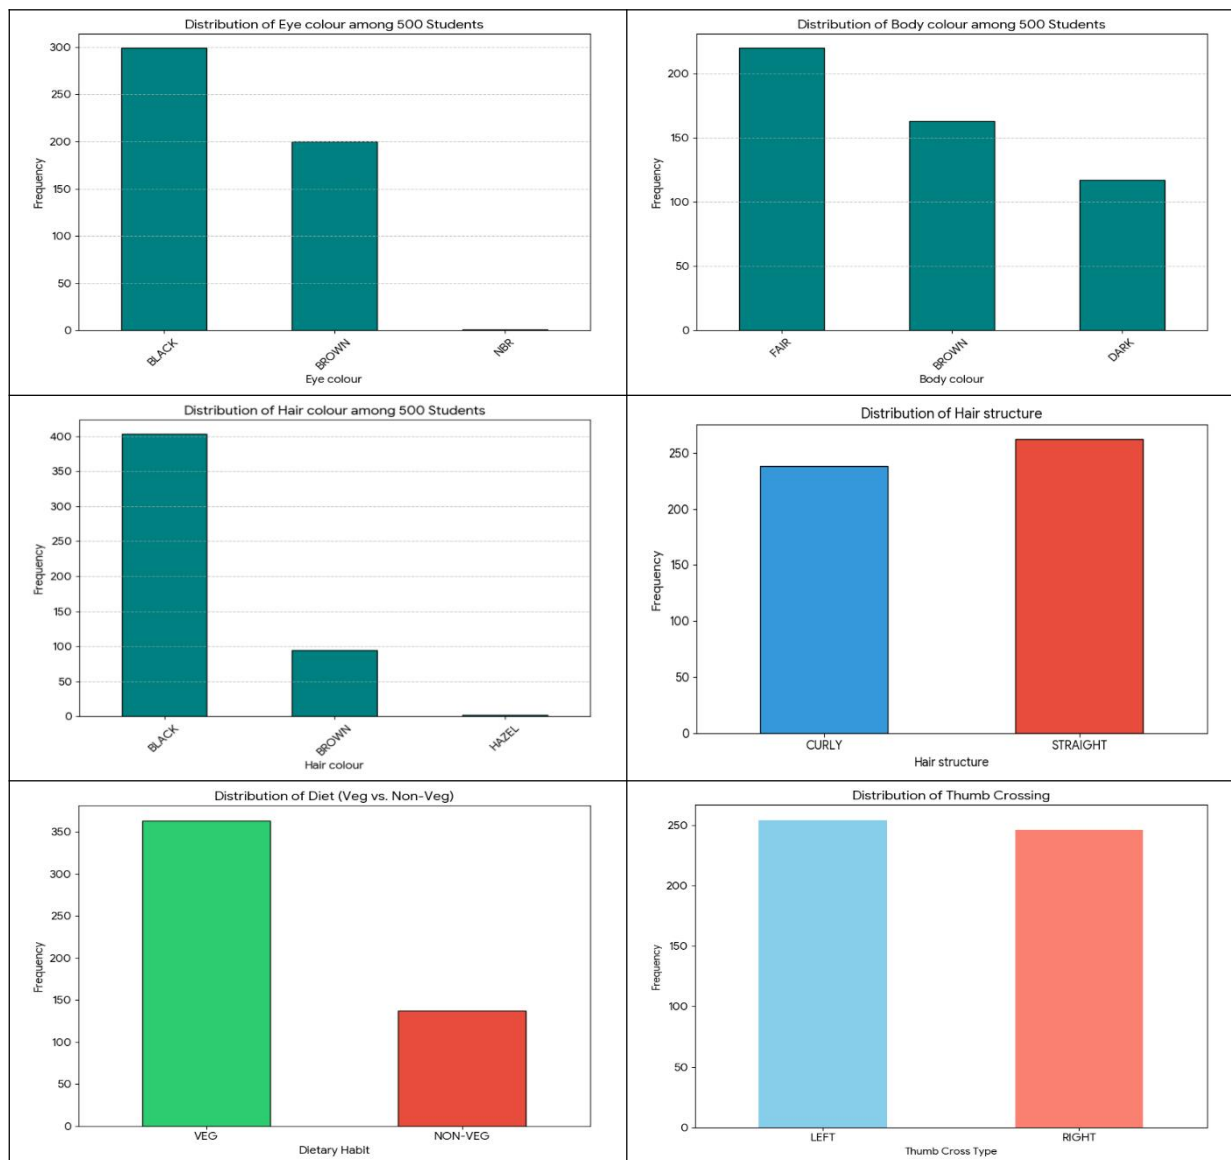 Distribution of Eye colour among 500 Students
300
250
200
150
100
50
0
Frequency
BLACK
BROWN
NBR
Eye colour
Distribution of Body colour among 500 Students
200
150
100
50
0
Frequency
FAIR
BROWN
DARK
Body colour
Distribution of Hair colour among 500 Students
400
350
300
250
200
150
100
50
0
Frequency
BLACK
BROWN
HAZEL
Hair colour
Distribution of Hair structure
250
200
150
100
50
0
Frequency
CURLY
STRAIGHT
Hair structure
Distribution of Diet (Veg vs. Non-Veg)
350
300
250
200
150
100
50
0
Frequency
VEG
NON-VEG
Dietary Habit
Distribution of Thumb Crossing
250
200
150
100
50
0
Frequency
LEFT
RIGHT
Thumb Cross Type